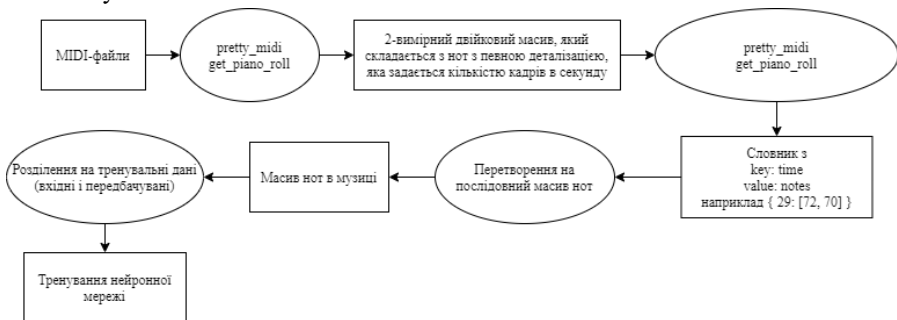 MIDI-файли
pretty_midi
get_piano_roll
2-вимірний двійковий масив, який
складається з нот з певною деталізацією,
яка задається кількістю кадрів в секунду
pretty_midi
get_piano_roll
Словник з
key: time
value: notes
наприклад { 29: [72, 70] }
Перетворення на
послідовний масив нот
Масив нот в музиці
Розділення на тренувальні дані
(вхідні і передбачувані)
Тренування нейронної
мережі